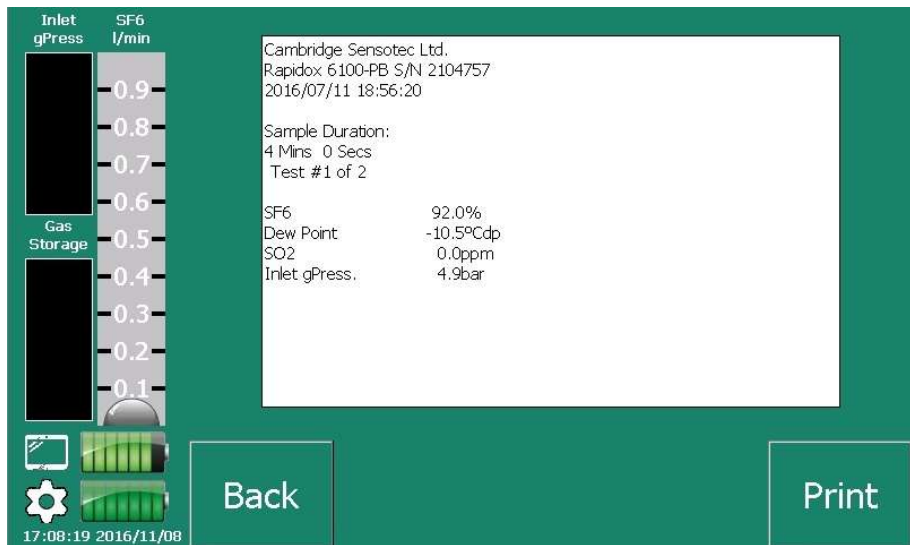 Inlet gPress
SF6 l/min
0.9
0.8
0.7
0.6
0.5
0.4
0.3
0.2
0.1
Gas
Storage
Cambridge Sensotec Ltd.
Rapidox 6100-PB S/N 2104757
2016/07/11 18:56:20
Sample Duration:
4 Mins 0 Secs
Test #1 of 2
SF6 92.0%
Dew Point -10.5ºCdp
SO2 0.0ppm
Inlet gPress. 4.9bar
Back
Print
17:08:19 2016/11/08